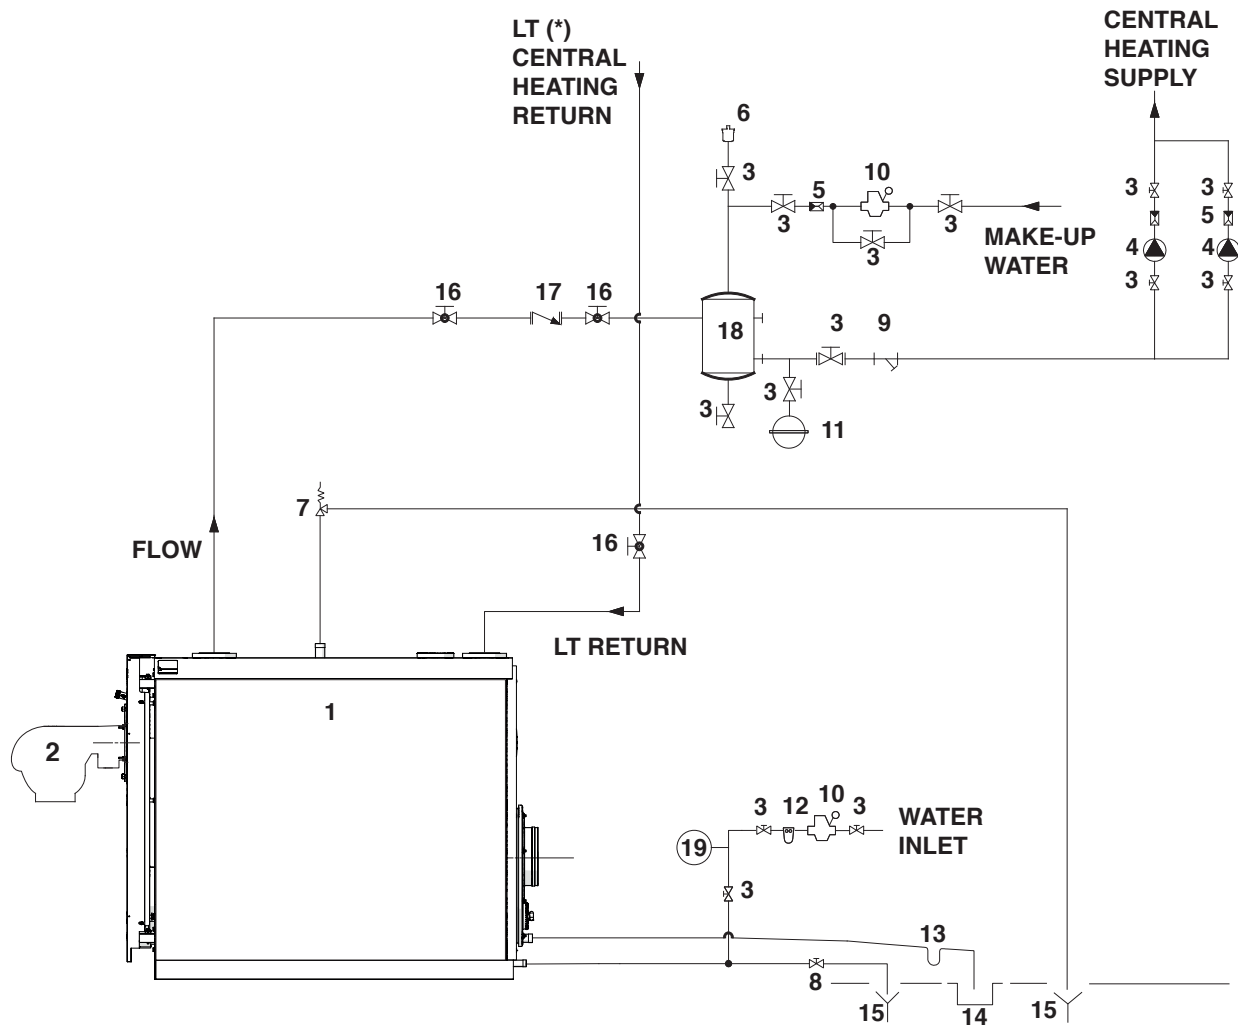 LT (*)
CENTRAL
HEATING
RETURN
CENTRAL
HEATING
SUPPLY
6
3
5
10
3
3
3
MAKE-UP
WATER
3
3
5
4
4
3
3
16
17
16
18
3
9
3
3
11
7
16
FLOW
LT RETURN
1
2
3
12
10
3
WATER
INLET
19
3
13
8
15
14
15